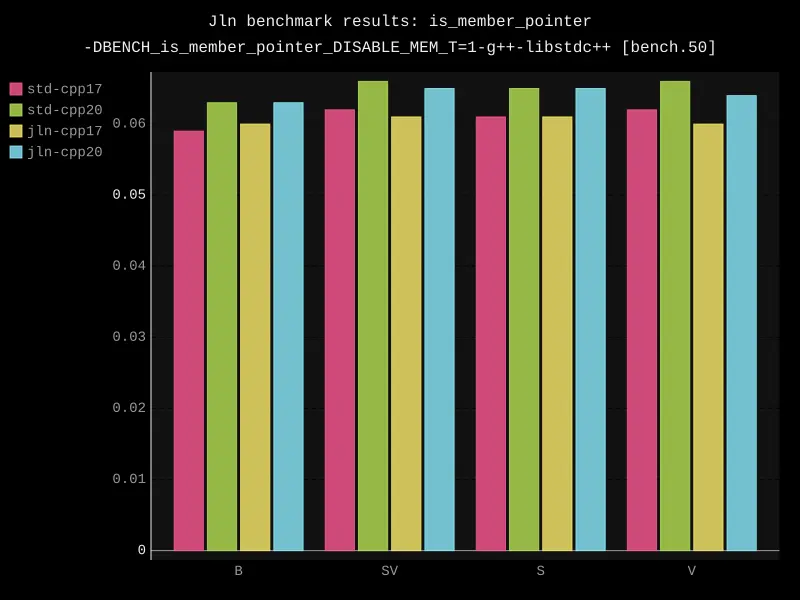 Jln benchmark results: is_member_pointer
-DBENCH_is_member_pointer_DISABLE_MEM_T=1-g++-libstdc++ [bench.50]
std-cpp17
std-cpp20
jln-cpp17
jln-cpp20
0.06
0.05
0.04
0.03
0.02
0.01
0
B SV S V